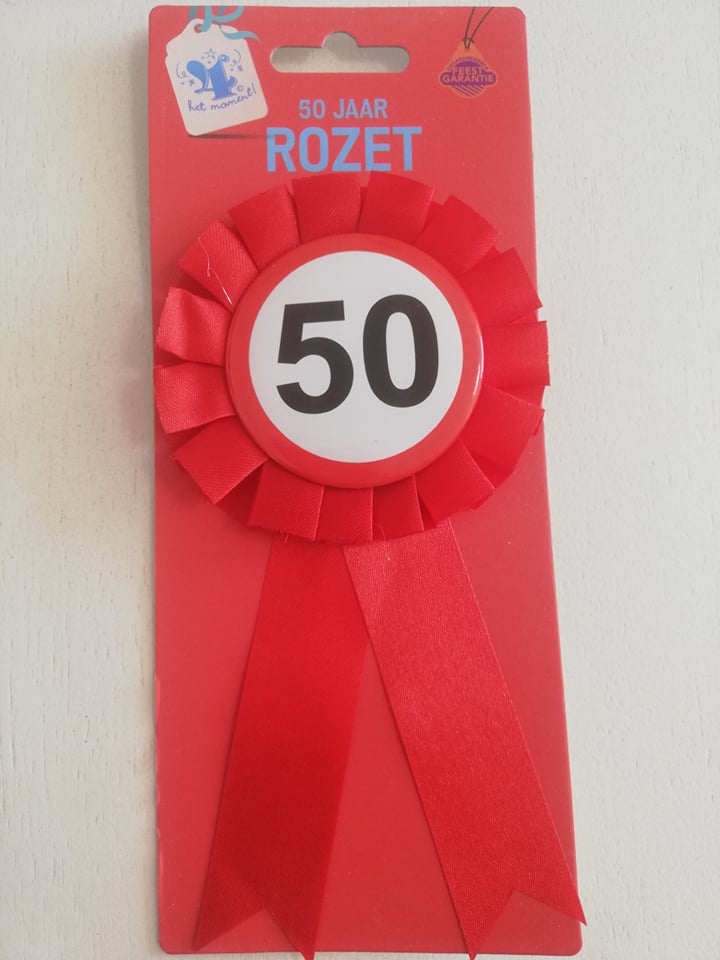 het moment!
FEEST
GARANTIE
50 JAAR
ROZET
50